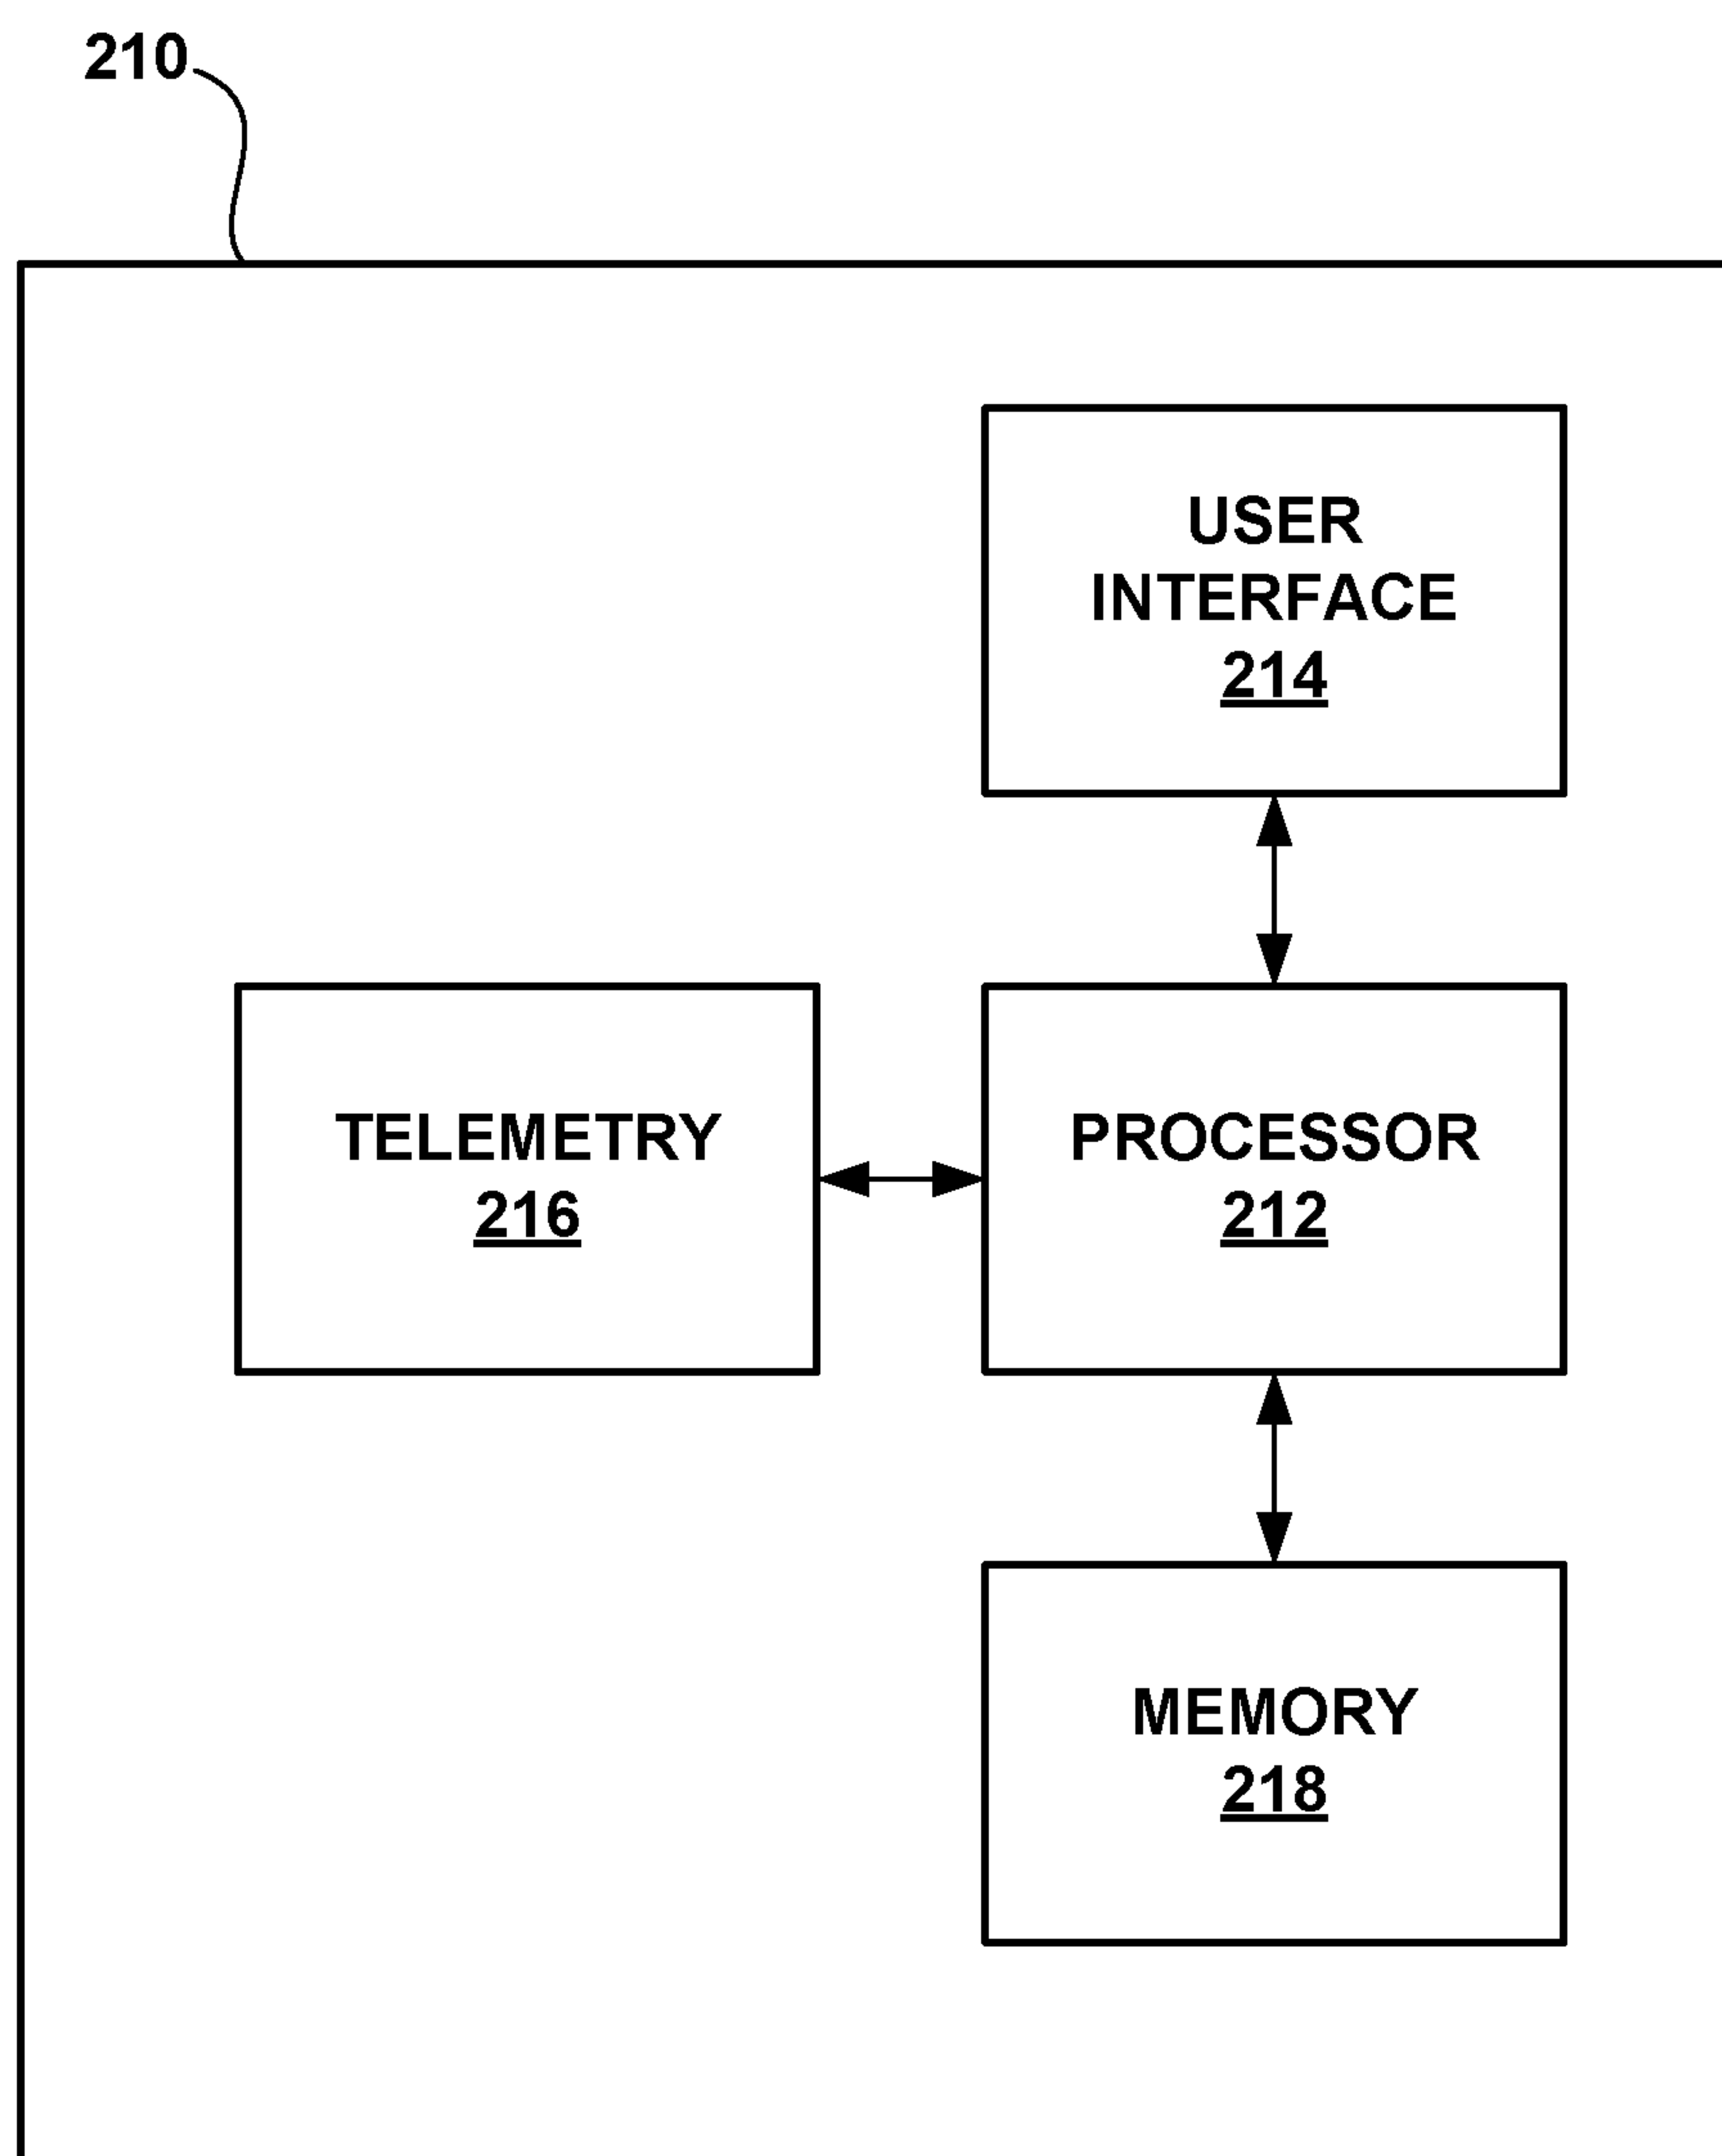 210
USER
INTERFACE
214
TELEMETRY
216
PROCESSOR
212
MEMORY
218